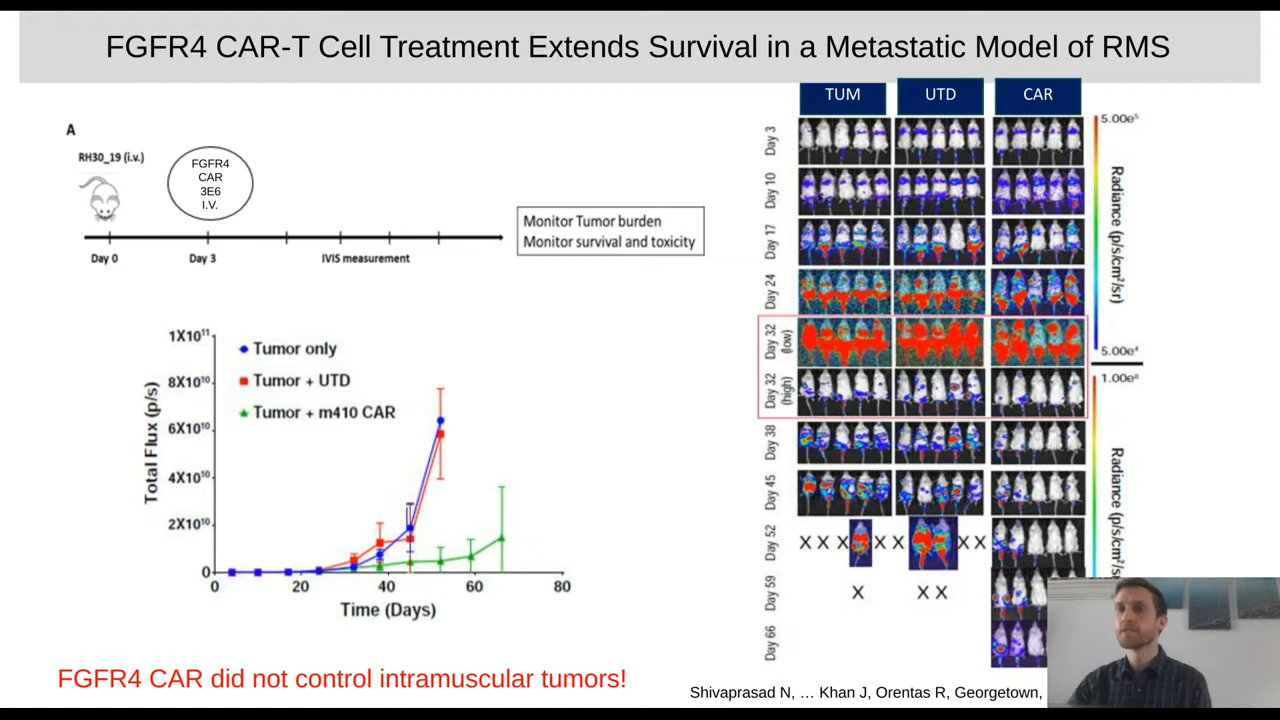 FGFR4 CAR-T Cell Treatment Extends Survival in a Metastatic Model of RMS
A
RH30_19 (i.v.)
FGFR4
CAR
3E6
I.V.
Monitor Tumor burden
Monitor survival and toxicity
Day 0
Day 3
IVIS measurement
1X10¹¹
8X10¹⁰
6X10¹⁰
4X10¹⁰
2X10¹⁰
0
Total Flux (p/s)
Tumor only
Tumor + UTD
Tumor + m410 CAR
0
20
40
60
80
Time (Days)
TUM
UTD
CAR
Day 3
Day 10
Day 17
Day 24
Day 32
(low)
Day 32
(high)
Day 38
Day 45
Day 52
X X X X X X X
Day 59
X X X
Day 66
5.00e⁵
Radiance (p/s/cm²/sr)
5.00e⁴
1.00e⁸
Radiance (p/s/cm²/s
FGFR4 CAR did not control intramuscular tumors!
Shivaprasad N, … Khan J, Orentas R, Georgetown,